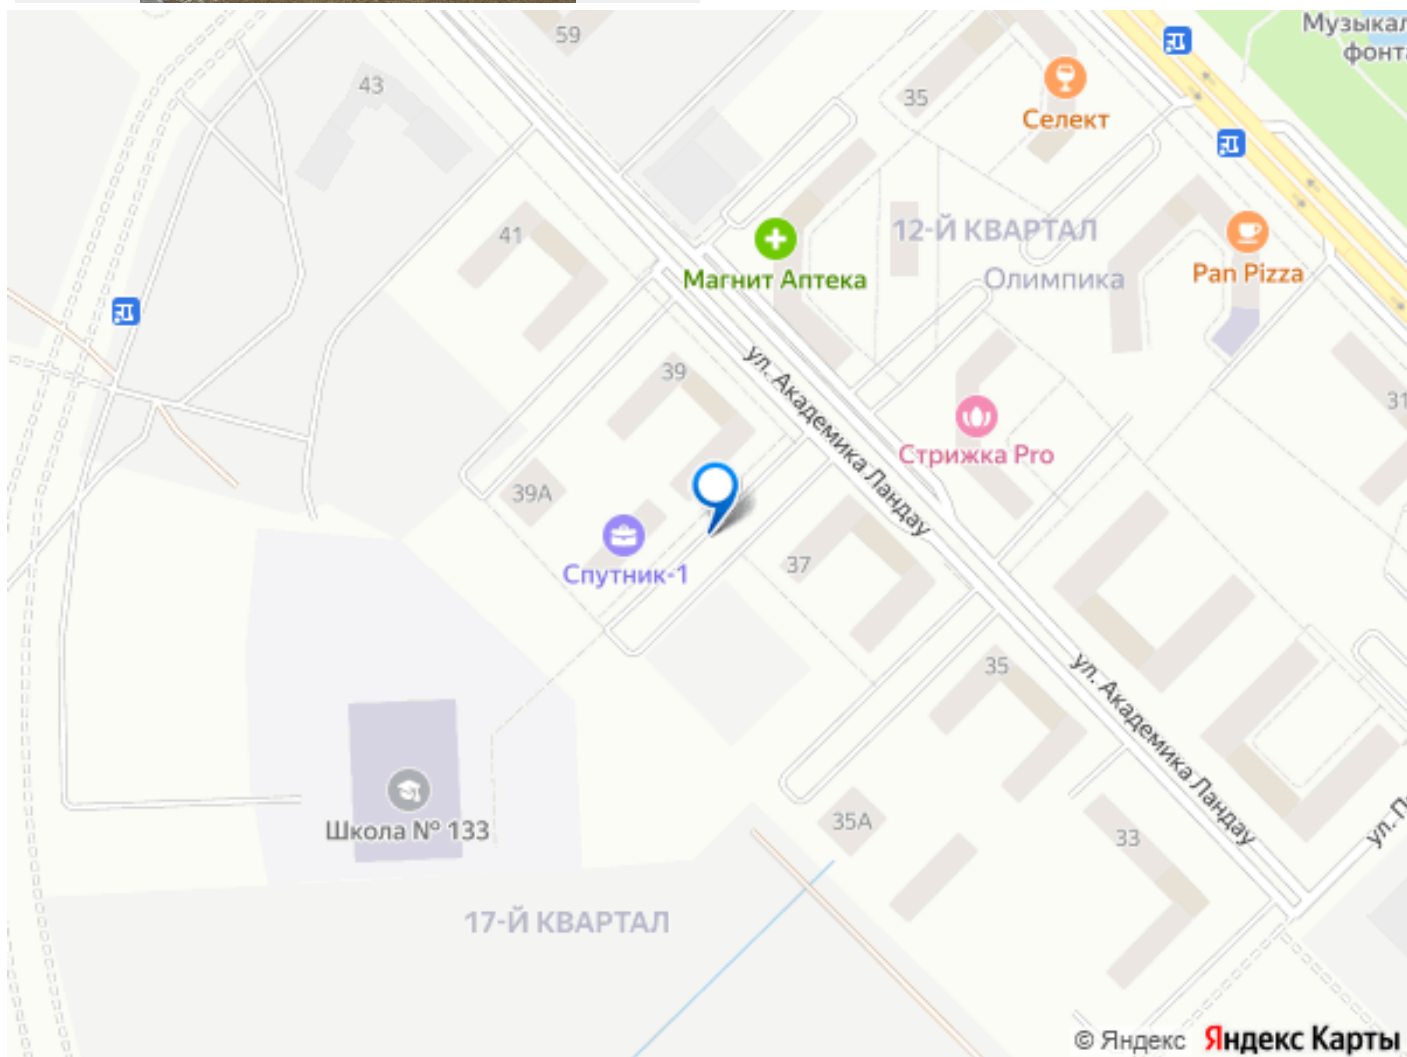 Музыкал
фонта
59
43
35
Селект
41
12-Й КВАРТАЛ
Магнит Аптека
Олимпика
Pan Pizza
39
ул. Академика Ландау
31
Стрижка Pro
39А
37
Спутник-1
35
ул. Академика Ландау
Школа № 133
35А
33
ул. П
17-Й КВАРТАЛ
© Яндекс Яндекс Карты